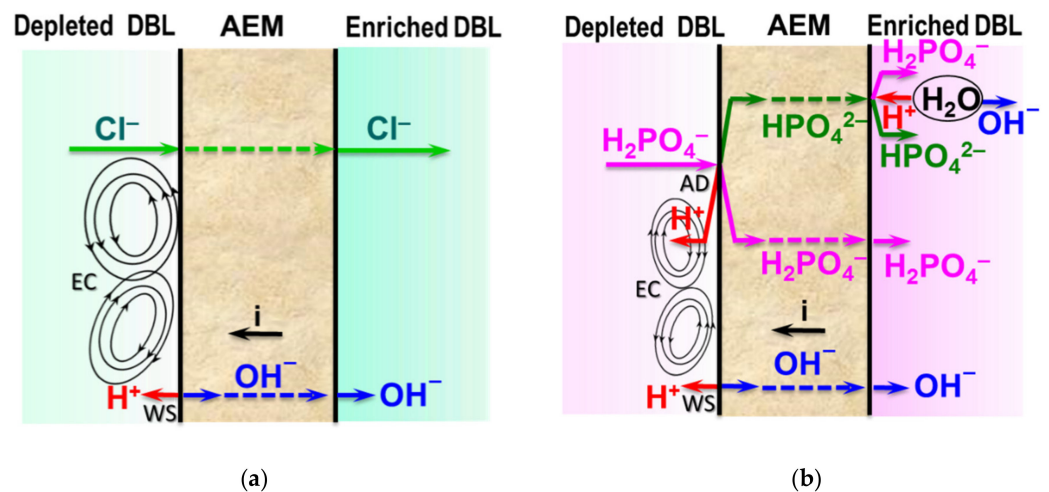 Depleted DBL AEM Enriched DBL
Cl⁻ Cl⁻
EC
i
OH⁻
H⁺ OH⁻
WS
(a)
Depleted DBL AEM Enriched DBL
H₂PO₄⁻
H₂O
H⁺ OH⁻
HPO₄²⁻ HPO₄²⁻
H₂PO₄⁻
AD
H⁺
H₂PO₄⁻ H₂PO₄⁻
EC
i
OH⁻
H⁺ OH⁻
WS
(b)